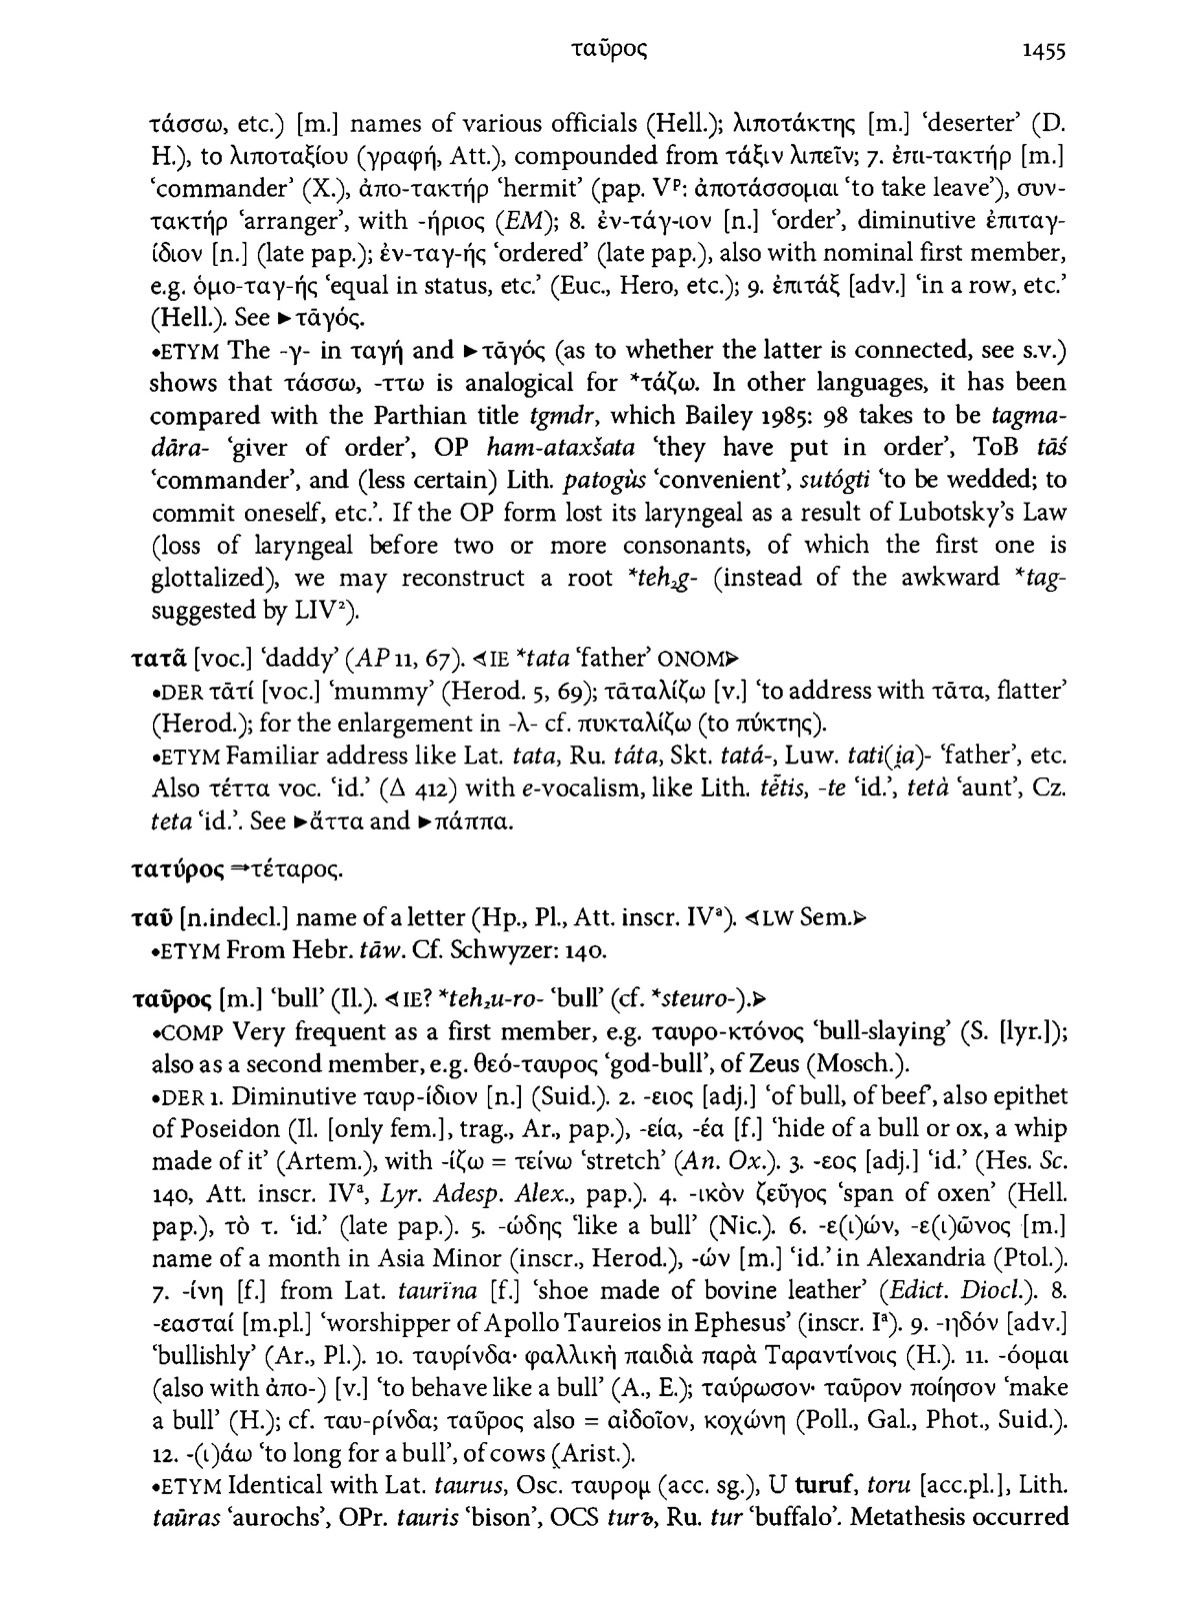 ταῦρος 1455
τάσσω, etc.) [m.] names of various officials (Hell.); λιποτάκτης [m.] ‘deserter’ (D.
H.), to λιποταξίου (γραφή, Att.), compounded from τάξιν λιπεῖν; 7. ἐπι-τακτήρ [m.]
‘commander’ (X.), ἀπο-τακτήρ ‘hermit’ (pap. Vᵖ: ἀποτάσσομαι ‘to take leave’), συν-
τακτήρ ‘arranger’, with -ήριος (EM); 8. ἐν-τάγ-ιον [n.] ‘order’, diminutive ἐπιταγ-
ίδιον [n.] (late pap.); ἐν-ταγ-ής ‘ordered’ (late pap.), also with nominal first member,
e.g. ὁμο-ταγ-ής ‘equal in status, etc.’ (Euc., Hero, etc.); 9. ἐπιτάξ [adv.] ‘in a row, etc.’
(Hell.). See ►τᾱγός.
•ETYM The -γ- in ταγή and ►τᾱγός (as to whether the latter is connected, see s.v.)
shows that τάσσω, -ττω is analogical for *τάζω. In other languages, it has been
compared with the Parthian title tgmdr, which Bailey 1985: 98 takes to be tagma-
dāra- ‘giver of order’, OP ham-ataxšata ‘they have put in order’, ToB tāś
‘commander’, and (less certain) Lith. patogùs ‘convenient’, sutógti ‘to be wedded; to
commit oneself, etc.’. If the OP form lost its laryngeal as a result of Lubotsky’s Law
(loss of laryngeal before two or more consonants, of which the first one is
glottalized), we may reconstruct a root *teh₂g- (instead of the awkward *tag-
suggested by LIV²).
τατᾶ [voc.] ‘daddy’ (AP 11, 67). ⊲IE *tata ‘father’ ONOM⊳
•DER τᾱτί [voc.] ‘mummy’ (Herod. 5, 69); τᾱταλίζω [v.] ‘to address with τᾶτα, flatter’
(Herod.); for the enlargement in -λ- cf. πυκταλίζω (to πύκτης).
•ETYM Familiar address like Lat. tata, Ru. táta, Skt. tatá-, Luw. tati(i̯a)- ‘father’, etc.
Also τέττα voc. ‘id.’ (Δ 412) with e-vocalism, like Lith. tė̃tis, -te ‘id.’, tetà ‘aunt’, Cz.
teta ‘id.’. See ►ἄττα and ►πάππα.
τατύρος ⇒τέταρος.
ταῦ [n.indecl.] name of a letter (Hp., Pl., Att. inscr. IVᵃ). ⊲LW Sem.⊳
•ETYM From Hebr. tāw. Cf. Schwyzer: 140.
ταῦρος [m.] ‘bull’ (Il.). ⊲IE? *teh₂u-ro- ‘bull’ (cf. *steuro-).⊳
•COMP Very frequent as a first member, e.g. ταυρο-κτόνος ‘bull-slaying’ (S. [lyr.]);
also as a second member, e.g. θεό-ταυρος ‘god-bull’, of Zeus (Mosch.).
•DER 1. Diminutive ταυρ-ίδιον [n.] (Suid.). 2. -ειος [adj.] ‘of bull, of beef’, also epithet
of Poseidon (Il. [only fem.], trag., Ar., pap.), -εία, -έα [f.] ‘hide of a bull or ox, a whip
made of it’ (Artem.), with -ίζω = τείνω ‘stretch’ (An. Ox.). 3. -εος [adj.] ‘id.’ (Hes. Sc.
140, Att. inscr. IVᵃ, Lyr. Adesp. Alex., pap.). 4. -ικὸν ζεῦγος ‘span of oxen’ (Hell.
pap.), τὸ τ. ‘id.’ (late pap.). 5. -ώδης ‘like a bull’ (Nic.). 6. -ε(ι)ών, -ε(ι)ῶνος [m.]
name of a month in Asia Minor (inscr., Herod.), -ών [m.] ‘id.’ in Alexandria (Ptol.).
7. -ίνη [f.] from Lat. taurīna [f.] ‘shoe made of bovine leather’ (Edict. Diocl.). 8.
-εασταί [m.pl.] ‘worshipper of Apollo Taureios in Ephesus’ (inscr. Iᵃ). 9. -ηδόν [adv.]
‘bullishly’ (Ar., Pl.). 10. ταυρίνδα· φαλλικὴ παιδιὰ παρὰ Ταραντίνοις (H.). 11. -όομαι
(also with ἀπο-) [v.] ‘to behave like a bull’ (A., E.); ταύρωσον· ταῦρον ποίησον ‘make
a bull’ (H.); cf. ταυ-ρίνδα; ταῦρος also = αἰδοῖον, κοχώνη (Poll., Gal., Phot., Suid.).
12. -(ι)άω ‘to long for a bull’, of cows (Arist.).
•ETYM Identical with Lat. taurus, Osc. ταυρομ (acc. sg.), U turuf, toru [acc.pl.], Lith.
taũras ‘aurochs’, OPr. tauris ‘bison’, OCS turъ, Ru. tur ‘buffalo’. Metathesis occurred